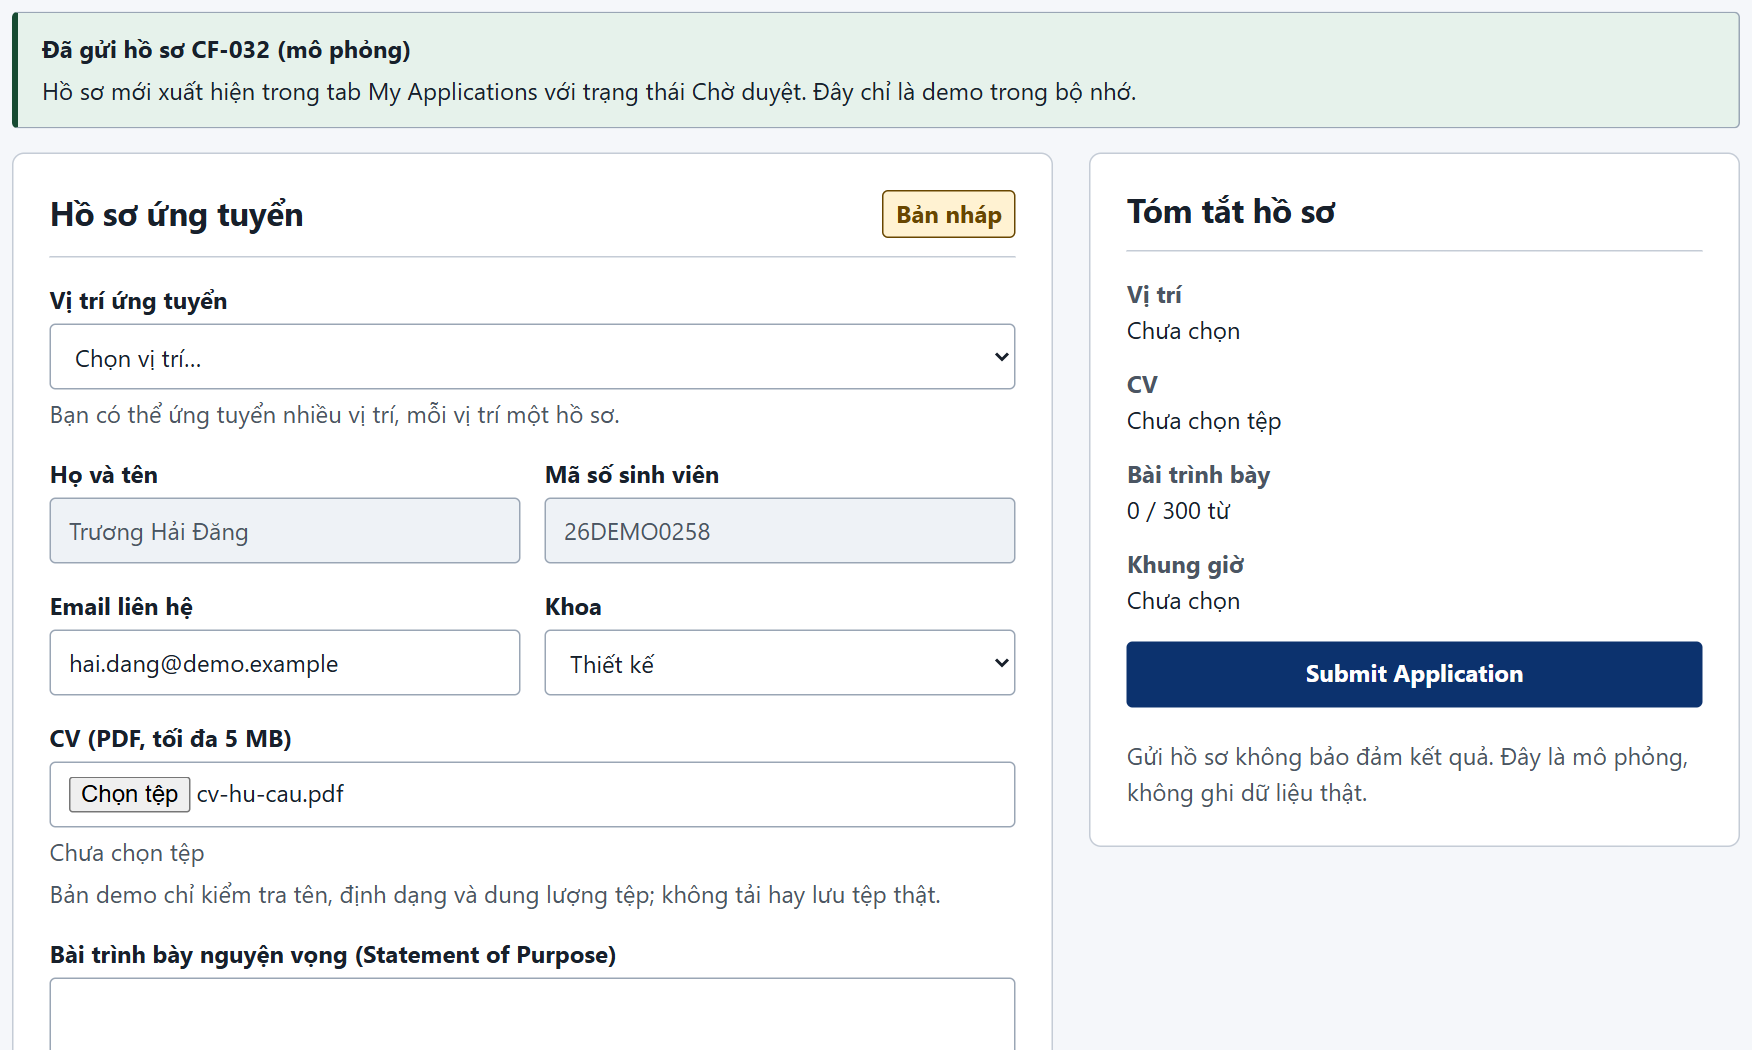 Đã gửi hồ sơ CF-032 (mô phỏng)
Hồ sơ mới xuất hiện trong tab My Applications với trạng thái Chờ duyệt. Đây chỉ là demo trong bộ nhớ.
Hồ sơ ứng tuyển
Bản nháp
Vị trí ứng tuyển
Chọn vị trí...
Bạn có thể ứng tuyển nhiều vị trí, mỗi vị trí một hồ sơ.
Họ và tên
Mã số sinh viên
Trương Hải Đăng
26DEMO0258
Email liên hệ
Khoa
hai.dang@demo.example
Thiết kế
CV (PDF, tối đa 5 MB)
Chọn tệp cv-hu-cau.pdf
Chưa chọn tệp
Bản demo chỉ kiểm tra tên, định dạng và dung lượng tệp; không tải hay lưu tệp thật.
Bài trình bày nguyện vọng (Statement of Purpose)
Tóm tắt hồ sơ
Vị trí
Chưa chọn
CV
Chưa chọn tệp
Bài trình bày
0 / 300 từ
Khung giờ
Chưa chọn
Submit Application
Gửi hồ sơ không bảo đảm kết quả. Đây là mô phỏng,
không ghi dữ liệu thật.